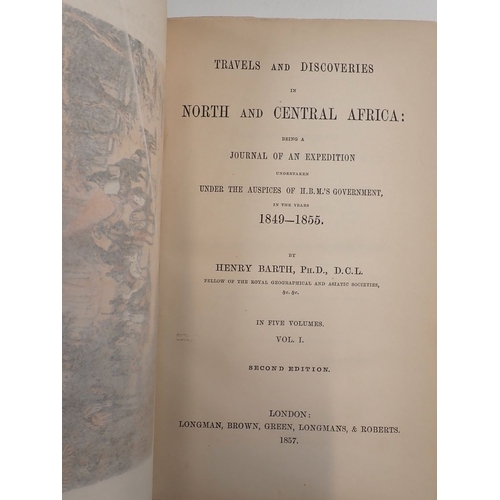 TRAVELS AND DISCOVERIES
IN
NORTH AND CENTRAL AFRICA:
BEING A
JOURNAL OF AN EXPEDITION
UNDERTAKEN
UNDER THE AUSPICES OF H.B.M.'S GOVERNMENT,
IN THE YEARS
1849—1855.
BY
HENRY BARTH, PH.D., D.C.L.
FELLOW OF THE ROYAL GEOGRAPHICAL AND ASIATIC SOCIETIES,
&c. &c.
IN FIVE VOLUMES.
VOL. I.
SECOND EDITION.
LONDON:
LONGMAN, BROWN, GREEN, LONGMANS, & ROBERTS.
1857.